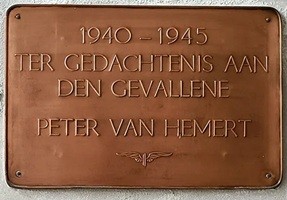 1940 - 1945
TER GEDACHTENIS AAN
DEN GEVALLENE
PETER VAN HEMERT